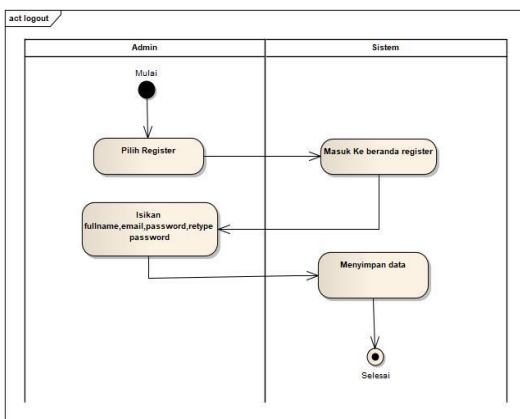 act logout
Admin
Sistem
Mulai
Pilih Register
Masuk Ke beranda register
Isikan
fullname,email,password,retype
password
Menyimpan data
Selesai